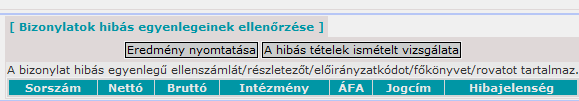 [ Bizonylatok hibás egyenlegeinek ellenőrzése ]
Eredmény nyomtatása A hibás tételek ismételt vizsgálata
A bizonylat hibás egyenlegű ellenszámlát/részletezőt/előirányzatkódot/főkönyvet/rovatot tartalmaz.
Sorszám Nettó Bruttó Intézmény ÁFA Jogcím Hibajelenség